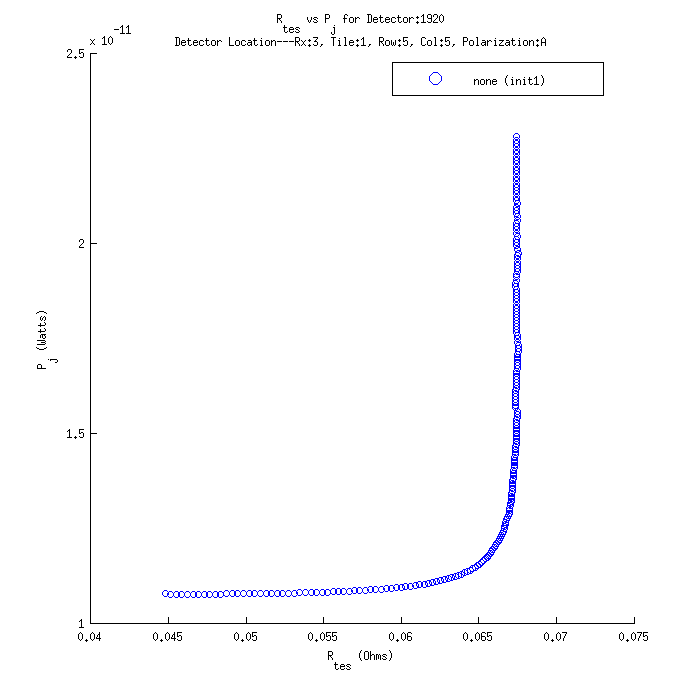 R_tes vs P_j for Detector:1920
Detector Location---Rx:3, Tile:1, Row:5, Col:5, Polarization:A
x 10^-11
none (init1)
2.5
2
1.5
1
P_j (Watts)
0.04 0.045 0.05 0.055 0.06 0.065 0.07 0.075
R_tes (Ohms)